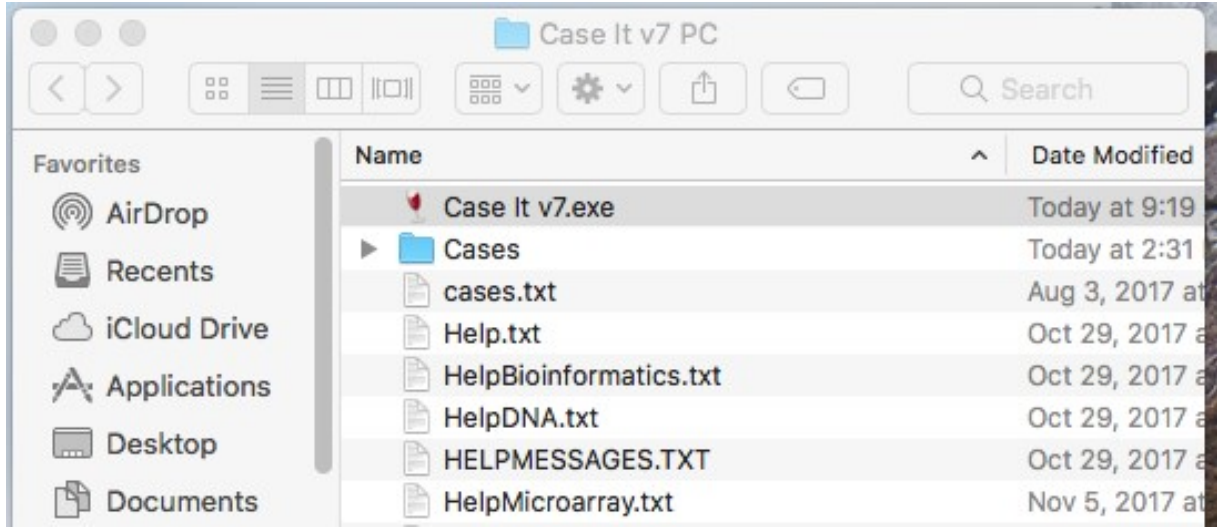 Case It v7 PC
Search
Favorites
AirDrop
Recents
iCloud Drive
Applications
Desktop
Documents
Name Date Modified
Case It v7.exe Today at 9:19
Cases Today at 2:31
cases.txt Aug 3, 2017 at
Help.txt Oct 29, 2017 a
HelpBioinformatics.txt Oct 29, 2017 a
HelpDNA.txt Oct 29, 2017 a
HELPMESSAGES.TXT Oct 29, 2017 a
HelpMicroarray.txt Nov 5, 2017 at